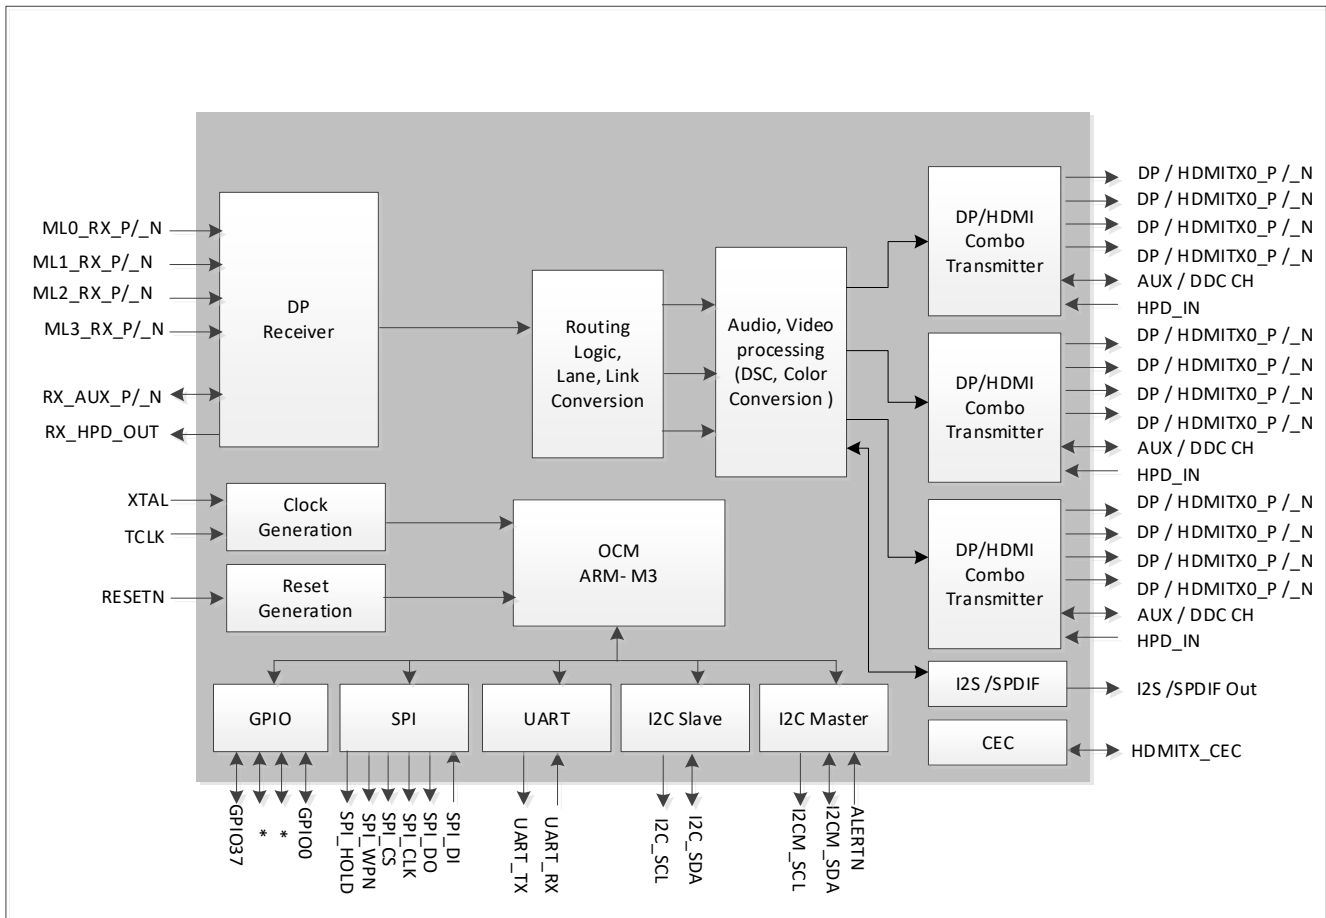 ML0_RX_P/_N
ML1_RX_P/_N
ML2_RX_P/_N
ML3_RX_P/_N
RX_AUX_P/_N
RX_HPD_OUT
XTAL
TCLK
RESETN
DP
Receiver
Clock
Generation
Reset
Generation
Routing
Logic,
Lane, Link
Conversion
OCM
ARM- M3
Audio, Video
processing
(DSC, Color
Conversion )
DP/HDMI
Combo
Transmitter
DP / HDMITX0_P /_N
DP / HDMITX0_P /_N
DP / HDMITX0_P /_N
DP / HDMITX0_P /_N
AUX / DDC CH
HPD_IN
DP/HDMI
Combo
Transmitter
DP / HDMITX0_P /_N
DP / HDMITX0_P /_N
DP / HDMITX0_P /_N
DP / HDMITX0_P /_N
AUX / DDC CH
HPD_IN
DP/HDMI
Combo
Transmitter
DP / HDMITX0_P /_N
DP / HDMITX0_P /_N
DP / HDMITX0_P /_N
DP / HDMITX0_P /_N
AUX / DDC CH
HPD_IN
I2S /SPDIF
I2S /SPDIF Out
CEC
HDMITX_CEC
GPIO
SPI
UART
I2C Slave
I2C Master
GPIO37
*
*
GPIO0
SPI_HOLD
SPI_WPN
SPI_CS
SPI_CLK
SPI_DO
SPI_DI
UART_TX
UART_RX
I2C_SCL
I2C_SDA
I2CM_SCL
I2CM_SDA
ALERTN